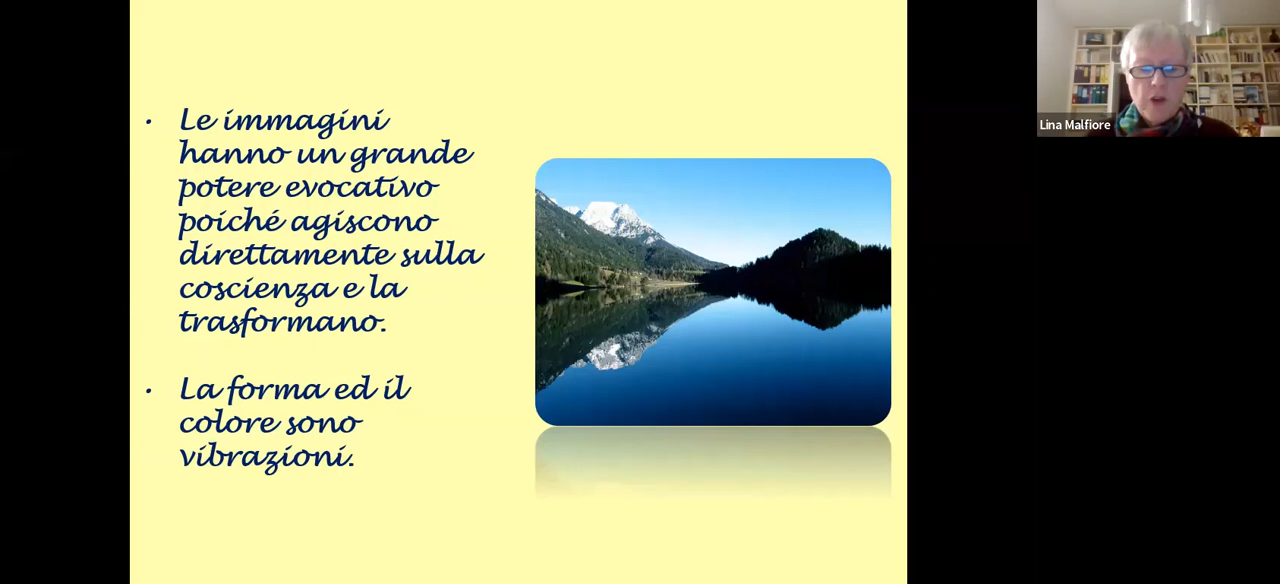 • Le immagini
hanno un grande
potere evocativo
poiché agiscono
direttamente sulla
coscienza e la
trasformano.
• La forma ed il
colore sono
vibrazioni.
Lina Malfiore